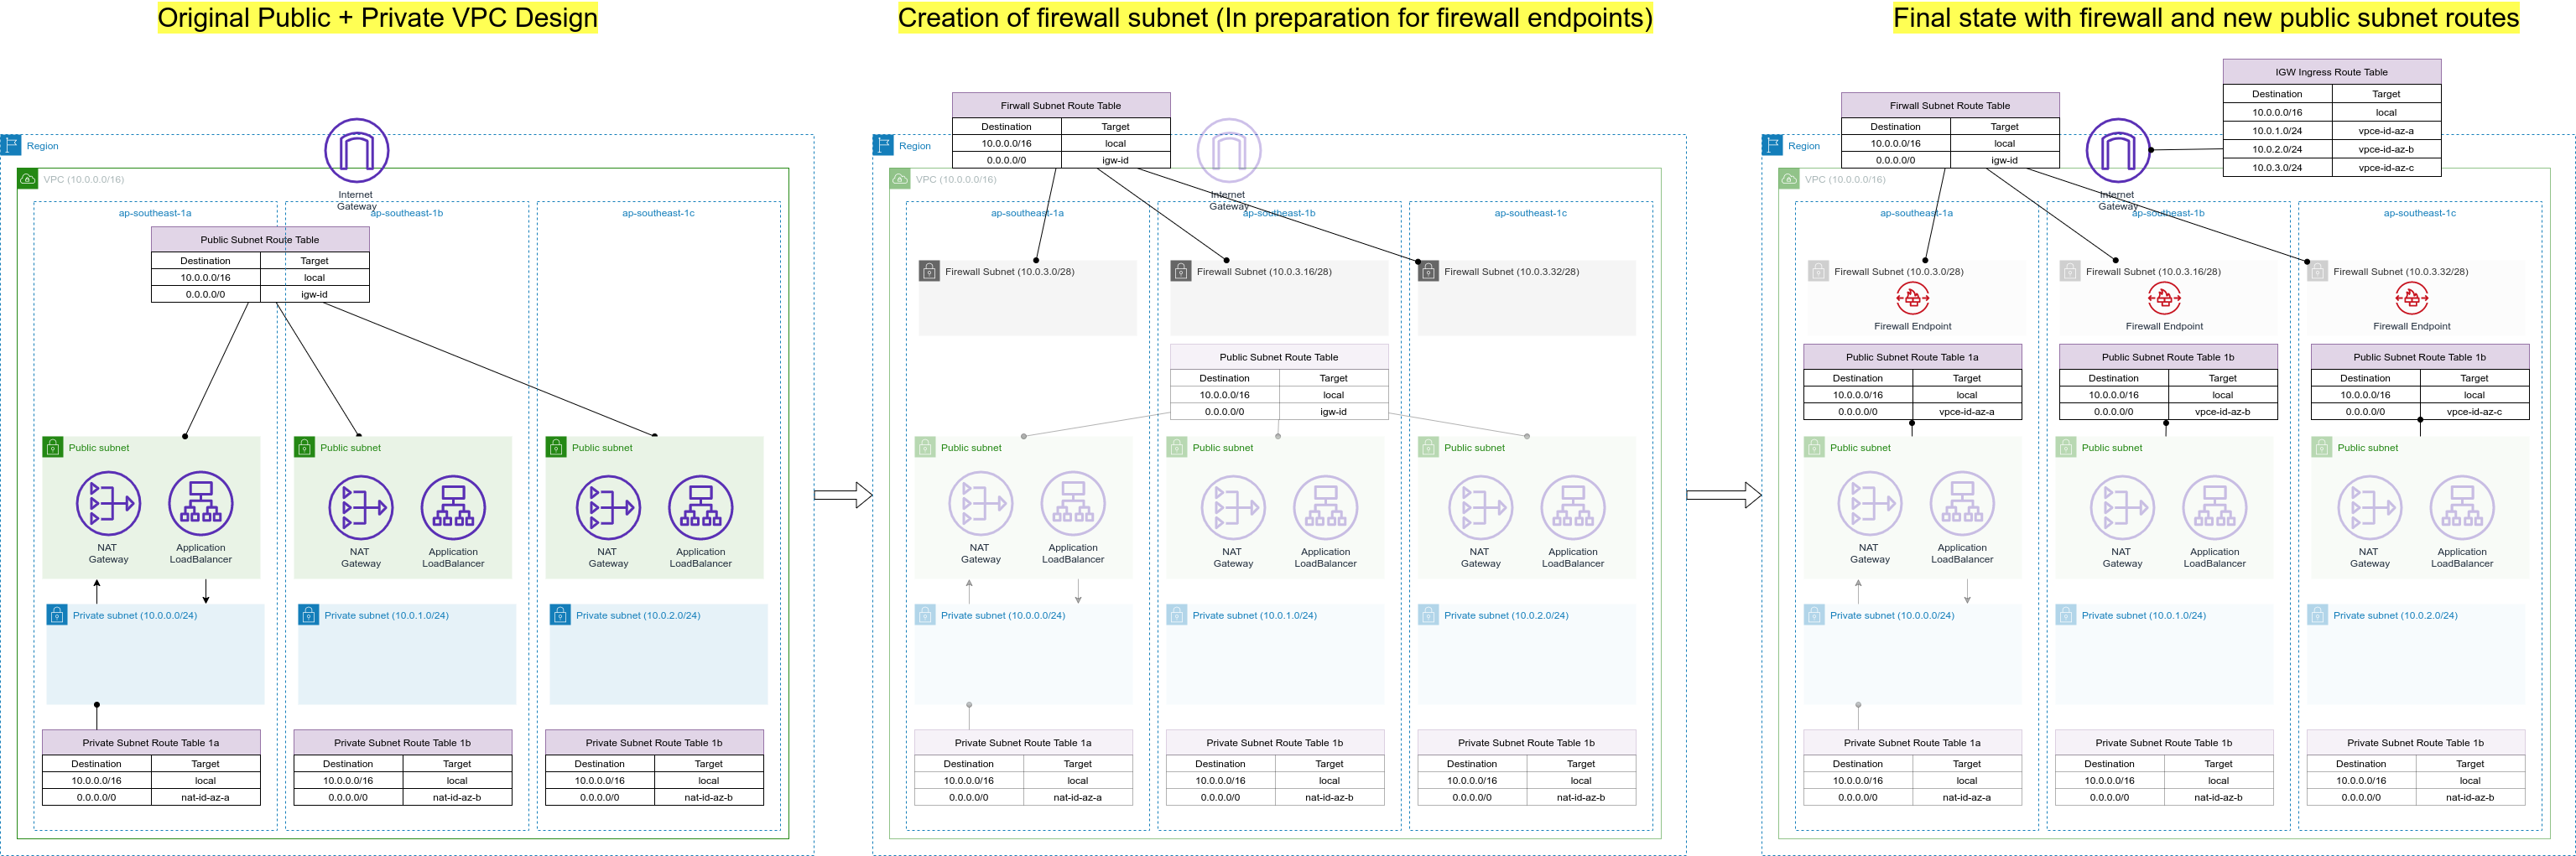 Original Public + Private VPC Design
Region
Internet
Gateway
VPC (10.0.0.0/16)
ap-southeast-1a
ap-southeast-1b
ap-southeast-1c
Public Subnet Route Table
Destination Target
10.0.0.0/16 local
0.0.0.0/0 igw-id
Public subnet
NAT
Gateway
Application
LoadBalancer
Public subnet
NAT
Gateway
Application
LoadBalancer
Public subnet
NAT
Gateway
Application
LoadBalancer
Private subnet (10.0.0.0/24)
Private subnet (10.0.1.0/24)
Private subnet (10.0.2.0/24)
Private Subnet Route Table 1a
Destination Target
10.0.0.0/16 local
0.0.0.0/0 nat-id-az-a
Private Subnet Route Table 1b
Destination Target
10.0.0.0/16 local
0.0.0.0/0 nat-id-az-b
Private Subnet Route Table 1b
Destination Target
10.0.0.0/16 local
0.0.0.0/0 nat-id-az-b
Creation of firewall subnet (In preparation for firewall endpoints)
Firwall Subnet Route Table
Destination Target
10.0.0.0/16 local
0.0.0.0/0 igw-id
Region
Internet
Gateway
VPC (10.0.0.0/16)
ap-southeast-1a
ap-southeast-1b
ap-southeast-1c
Firewall Subnet (10.0.3.0/28)
Firewall Subnet (10.0.3.16/28)
Firewall Subnet (10.0.3.32/28)
Public Subnet Route Table
Destination Target
10.0.0.0/16 local
0.0.0.0/0 igw-id
Public subnet
NAT
Gateway
Application
LoadBalancer
Public subnet
NAT
Gateway
Application
LoadBalancer
Public subnet
NAT
Gateway
Application
LoadBalancer
Private subnet (10.0.0.0/24)
Private subnet (10.0.1.0/24)
Private subnet (10.0.2.0/24)
Private Subnet Route Table 1a
Destination Target
10.0.0.0/16 local
0.0.0.0/0 nat-id-az-a
Private Subnet Route Table 1b
Destination Target
10.0.0.0/16 local
0.0.0.0/0 nat-id-az-b
Private Subnet Route Table 1b
Destination Target
10.0.0.0/16 local
0.0.0.0/0 nat-id-az-b
Final state with firewall and new public subnet routes
IGW Ingress Route Table
Destination Target
10.0.0.0/16 local
10.0.1.0/24 vpce-id-az-a
10.0.2.0/24 vpce-id-az-b
10.0.3.0/24 vpce-id-az-c
Firwall Subnet Route Table
Destination Target
10.0.0.0/16 local
0.0.0.0/0 igw-id
Region
Internet
Gateway
VPC (10.0.0.0/16)
ap-southeast-1a
ap-southeast-1b
ap-southeast-1c
Firewall Subnet (10.0.3.0/28)
Firewall Endpoint
Firewall Subnet (10.0.3.16/28)
Firewall Endpoint
Firewall Subnet (10.0.3.32/28)
Firewall Endpoint
Public Subnet Route Table 1a
Destination Target
10.0.0.0/16 local
0.0.0.0/0 vpce-id-az-a
Public Subnet Route Table 1b
Destination Target
10.0.0.0/16 local
0.0.0.0/0 vpce-id-az-b
Public Subnet Route Table 1b
Destination Target
10.0.0.0/16 local
0.0.0.0/0 vpce-id-az-c
Public subnet
NAT
Gateway
Application
LoadBalancer
Public subnet
NAT
Gateway
Application
LoadBalancer
Public subnet
NAT
Gateway
Application
LoadBalancer
Private subnet (10.0.0.0/24)
Private subnet (10.0.1.0/24)
Private subnet (10.0.2.0/24)
Private Subnet Route Table 1a
Destination Target
10.0.0.0/16 local
0.0.0.0/0 nat-id-az-a
Private Subnet Route Table 1b
Destination Target
10.0.0.0/16 local
0.0.0.0/0 nat-id-az-b
Private Subnet Route Table 1b
Destination Target
10.0.0.0/16 local
0.0.0.0/0 nat-id-az-b